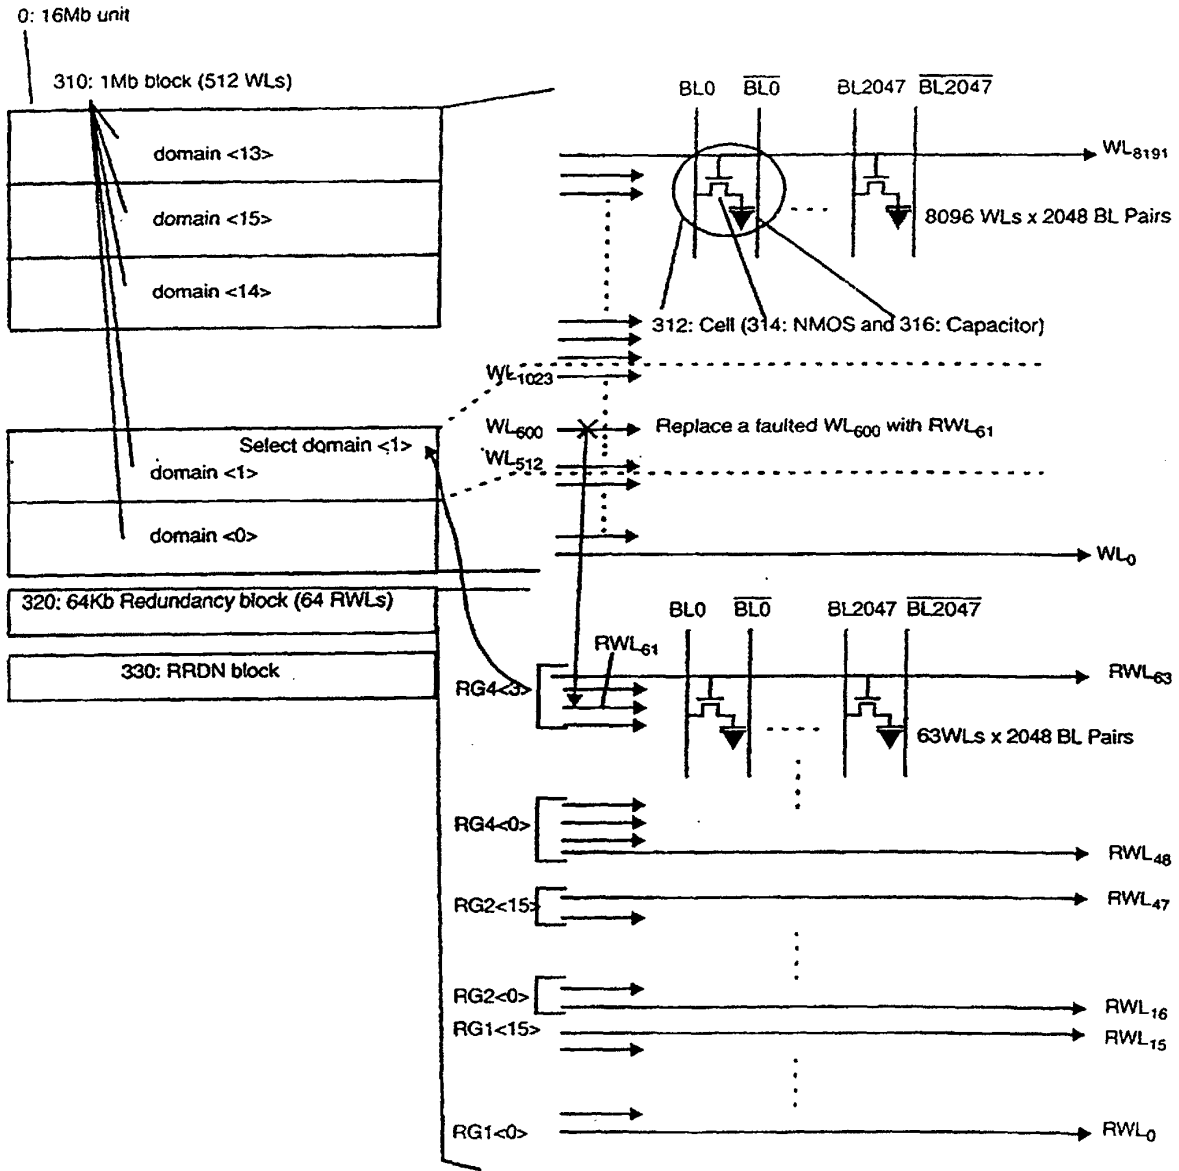 0: 16Mb unit
310: 1Mb block (512 WLs)
domain <13>
domain <15>
domain <14>
Select domain <1>
domain <1>
domain <0>
320: 64Kb Redundancy block (64 RWLs)
330: RRDN block
BL0 BL0 BL2047 BL2047
WL8191
8096 WLs x 2048 BL Pairs
312: Cell (314: NMOS and 316: Capacitor)
WL1023
WL600 Replace a faulted WL600 with RWL61
WL512
WL0
BL0 BL0 BL2047 BL2047
RWL61
RG4<3> RWL63
63WLs x 2048 BL Pairs
RG4<0>
RWL48
RG2<15> RWL47
RG2<0>
RWL16
RG1<15> RWL15
RG1<0> RWL0